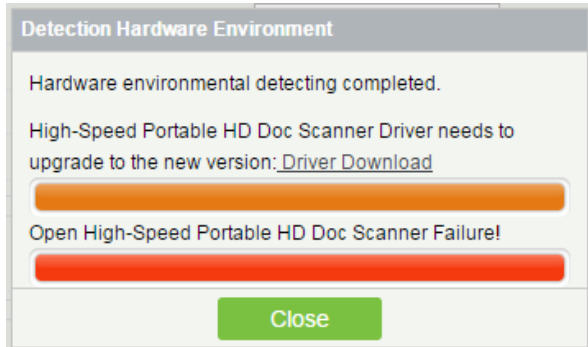 Detection Hardware Environment
Hardware environmental detecting completed.
High-Speed Portable HD Doc Scanner Driver needs to
upgrade to the new version: Driver Download
Open High-Speed Portable HD Doc Scanner Failure!
Close